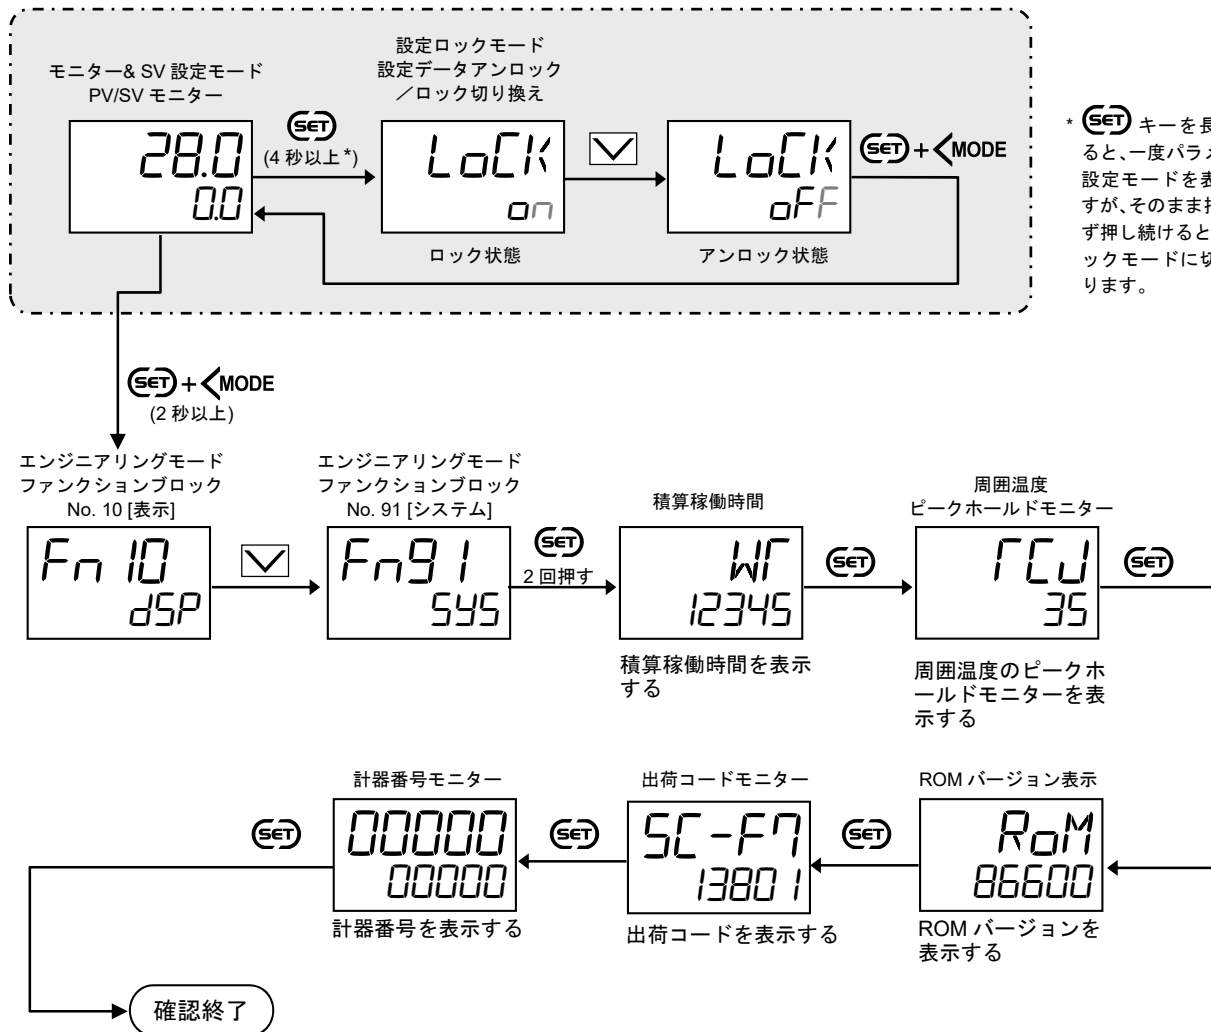 モニター& SV 設定モード
PV/SV モニター
28.0
0.0
SET
(4 秒以上*)
設定ロックモード
設定データアンロック
／ロック切り換え
LoCK
on
ロック状態
LoCK
oFF
アンロック状態
SET + MODE
* SET キーを長
ると、一度パラメ
設定モードを表
すが、そのまま
ず押し続けると
ックモードに切
ります。
SET + MODE
(2 秒以上)
エンジニアリングモード
ファンクションブロック
No. 10 [表示]
Fn10
dSP
エンジニアリングモード
ファンクションブロック
No. 91 [システム]
Fn91
SYS
SET
2 回押す
積算稼働時間
WT
12345
積算稼働時間を表示
する
SET
周囲温度
ピークホールドモニター
TCJ
35
周囲温度のピークホ
ールドモニターを表
示する
SET
ROM バージョン表示
RoM
86600
ROM バージョンを
表示する
SET
出荷コードモニター
SC-F7
13801
出荷コードを表示する
SET
計器番号モニター
00000
00000
計器番号を表示する
SET
確認終了